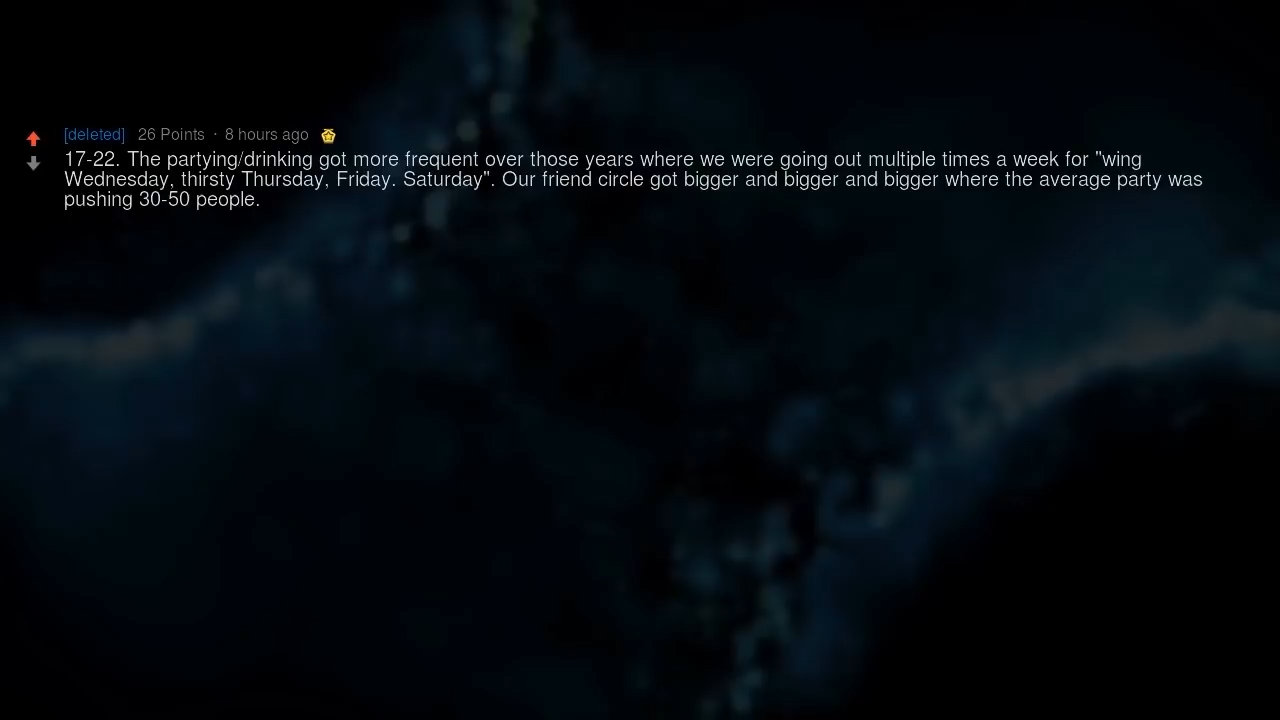 [deleted] 26 Points · 8 hours ago
17-22. The partying/drinking got more frequent over those years where we were going out multiple times a week for "wing
Wednesday, thirsty Thursday, Friday. Saturday". Our friend circle got bigger and bigger and bigger where the average party was
pushing 30-50 people.